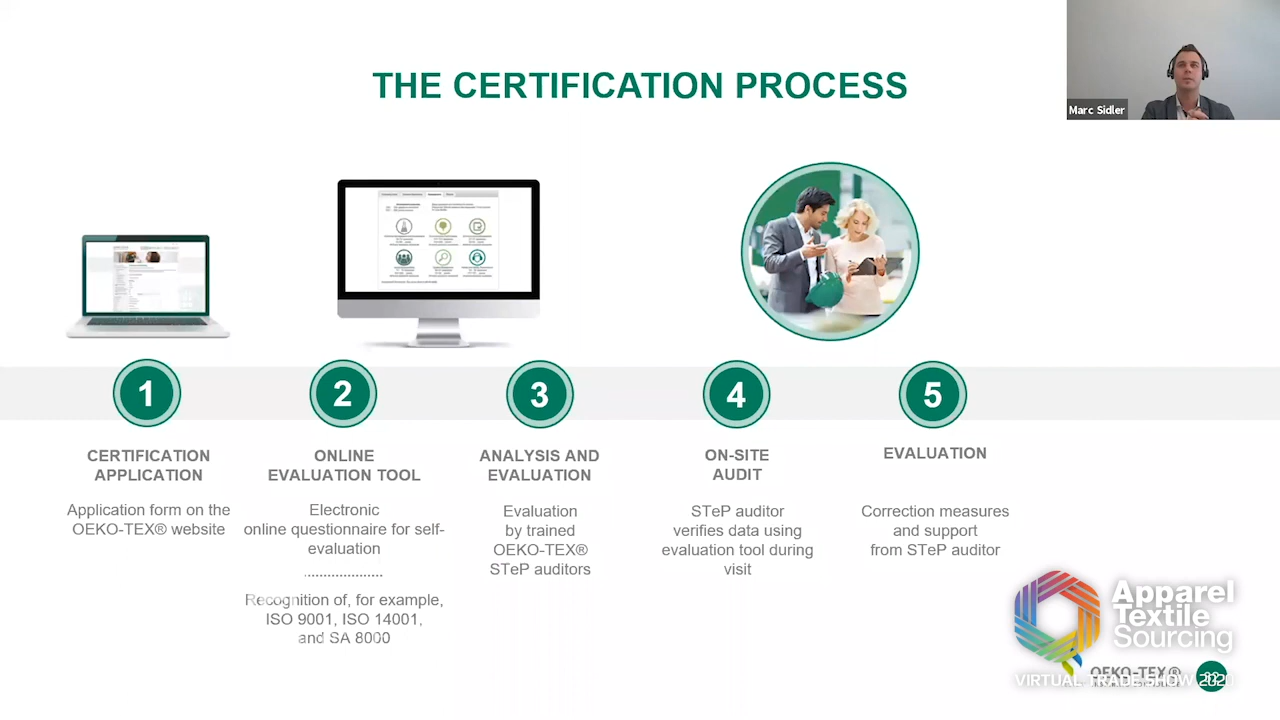 THE CERTIFICATION PROCESS
Marc Sidler
1
2
3
4
5
CERTIFICATION
APPLICATION
Application form on the
OEKO-TEX® website
ONLINE
EVALUATION TOOL
Electronic
online questionnaire for self-
evaluation
Recognition of, for example,
ISO 9001, ISO 14001,
and SA 8000
ANALYSIS AND
EVALUATION
Evaluation
by trained
OEKO-TEX®
STeP auditors
ON-SITE
AUDIT
STeP auditor
verifies data using
evaluation tool during
visit
EVALUATION
Correction measures
and support
from STeP auditor
Apparel
Textile
Sourcing
OEKO-TEX®
VIRTUAL TRADE SHOW 2020